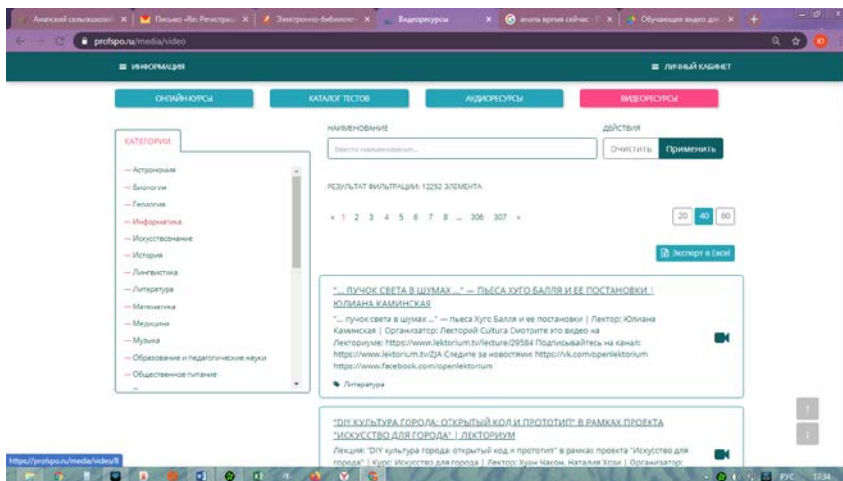 Видеоресурсы
profspo.ru/media/video
ИНФОРМАЦИЯ
ЛИЧНЫЙ КАБИНЕТ
ОНЛАЙН-КУРСЫ
КАТАЛОГ ТЕСТОВ
АУДИОРЕСУРСЫ
ВИДЕОРЕСУРСЫ
КАТЕГОРИИ
— Астрономия
— Биология
— Геология
— Информатика
— Искусствознание
— История
— Лингвистика
— Литература
— Математика
— Медицина
— Музыка
— Образование и педагогические науки
— Общественное питание
НАИМЕНОВАНИЕ
Ввести наименование...
ДЕЙСТВИЯ
Очистить
Применить
РЕЗУЛЬТАТ ФИЛЬТРАЦИИ: 12252 ЭЛЕМЕНТА
« 1 2 3 4 5 6 7 8 ... 306 307 »
20 40 60
Экспорт в Excel
"... ПУЧОК СВЕТА В ШУМАХ ..." — ПЬЕСА ХУГО БАЛЛЯ И ЕЕ ПОСТАНОВКИ |
ЮЛИАНА КАМИНСКАЯ
"... пучок света в шумах ..." — пьеса Хуго Балля и ее постановки | Лектор: Юлиана
Каминская | Организатор: Лекторий Cultura Смотрите это видео на
Лекториуме: https://www.lektorium.tv/lecture/29584 Подписывайтесь на канал:
https://www.lektorium.tv/ZJA Следите за новостями: https://vk.com/openlektorium
https://www.facebook.com/openlektorium
Литература
"DIY КУЛЬТУРА ГОРОДА: ОТКРЫТЫЙ КОД И ПРОТОТИП" В РАМКАХ ПРОЕКТА
"ИСКУССТВО ДЛЯ ГОРОДА" | ЛЕКТОРИУМ
Лекция: "DIY культура города: открытый код и прототип" в рамках проекта "Искусство для
города" | Курс: Искусство для города | Лектор: Хуан Чакон, Наталия Хсэи | Организатор:
https://profspo.ru/media/video/8
РУС
17:34